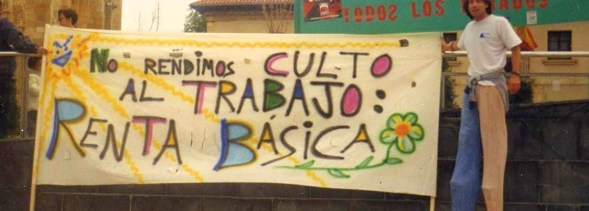 TODOS LOS
No RENDIMOS CULTO
AL TRABAJO:
RENTA BÁSICA